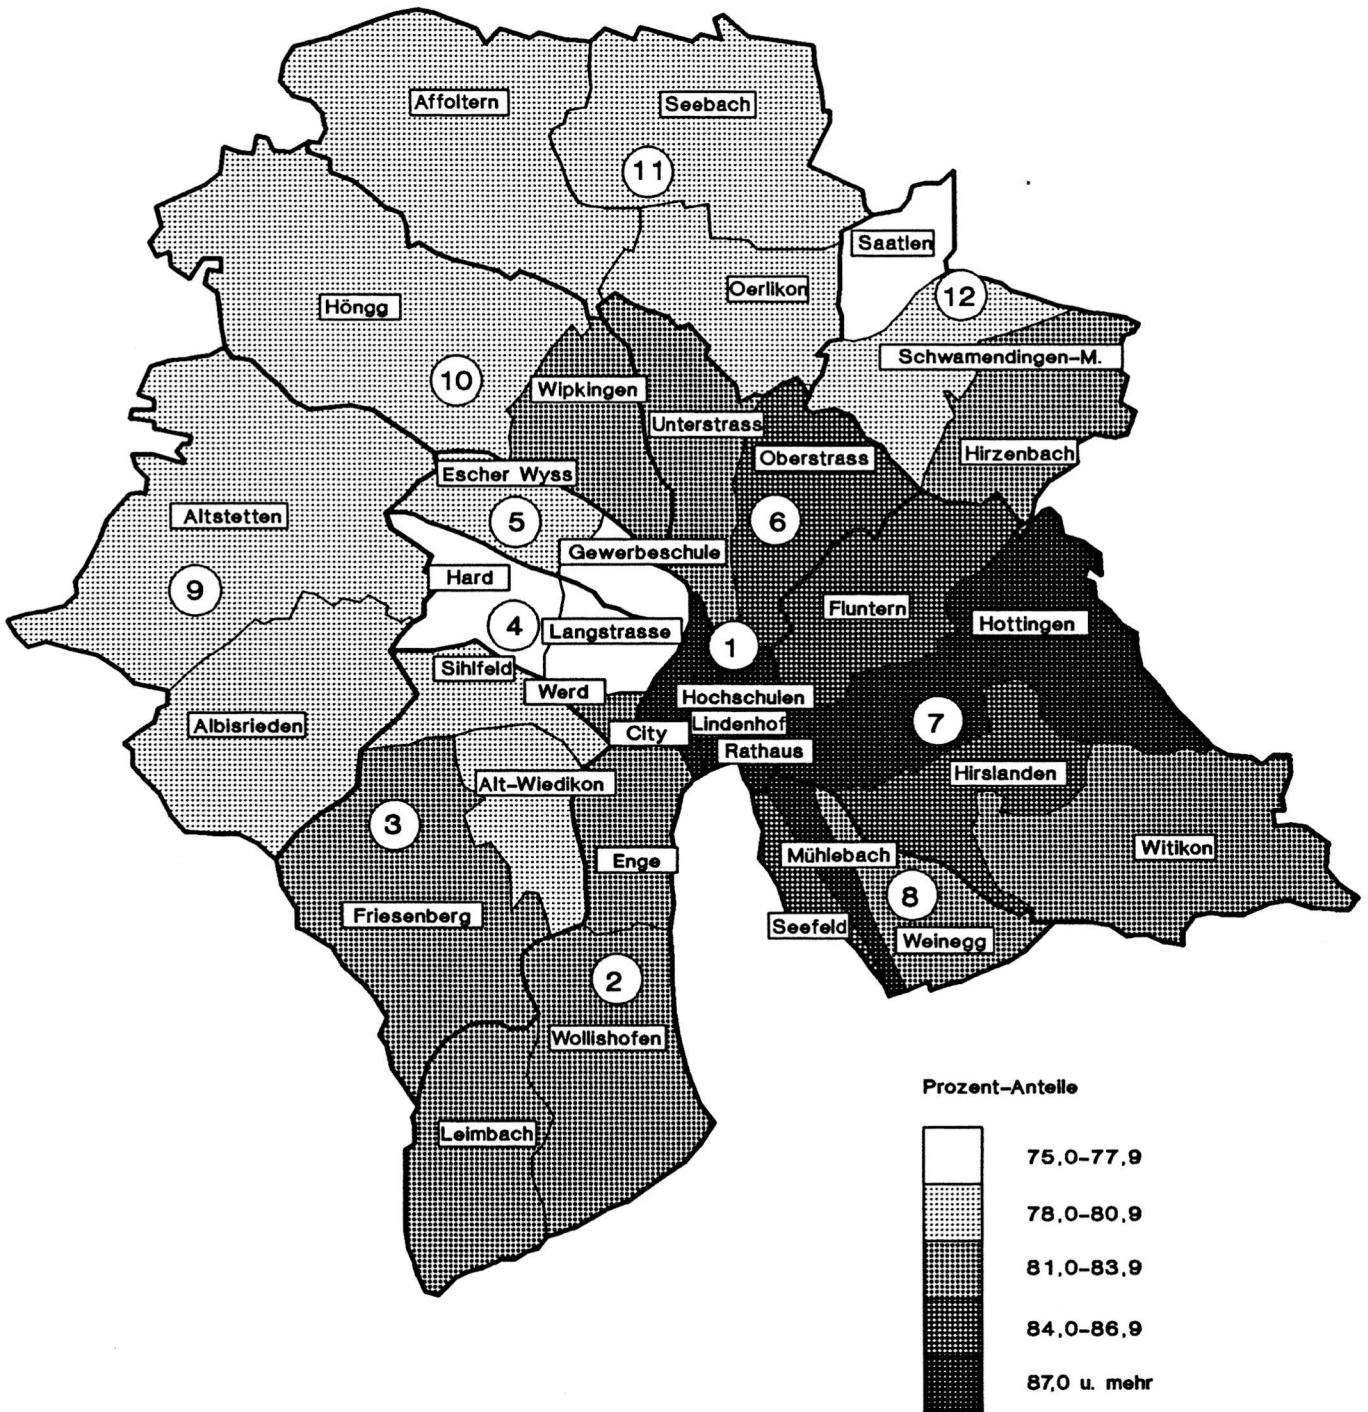 Affoltern
Seebach
11
Saatlen
Oerlikon
12
Höngg
Schwamendingen-M.
10
Wipkingen
Unterstrass
Oberstrass
Hirzenbach
Escher Wyss
Altstetten
5
6
Gewerbeschule
Hard
9
Fluntern
Hottingen
4
Langstrasse
1
Sihlfeld
Werd
Hochschulen
Albisrieden
Lindenhof
7
City
Rathaus
Alt-Wiedikon
Hirslanden
3
Witikon
Mühlebach
Enge
8
Friesenberg
Seefeld
Weinegg
2
Wollishofen
Leimbach
Prozent-Anteile
75,0-77,9
78,0-80,9
81,0-83,9
84,0-86,9
87,0 u. mehr